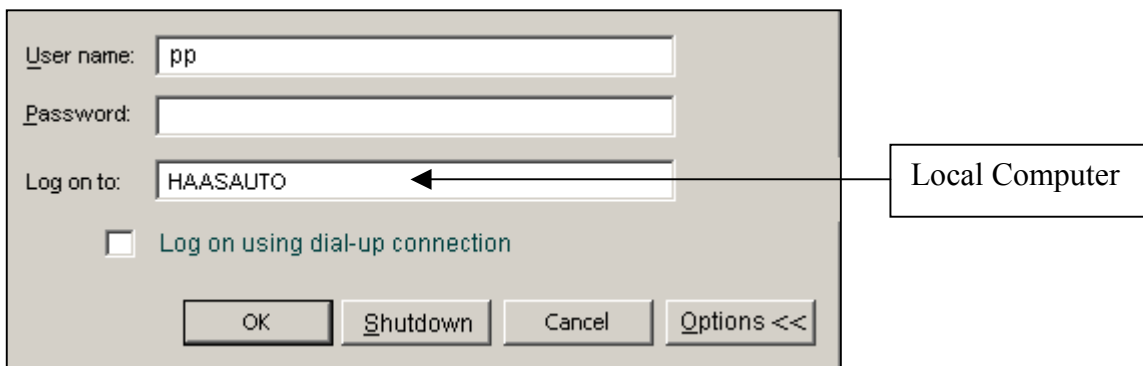 User name: pp
Password:
Log on to: HAASAUTO
Local Computer
Log on using dial-up connection
OK Shutdown Cancel Options <<